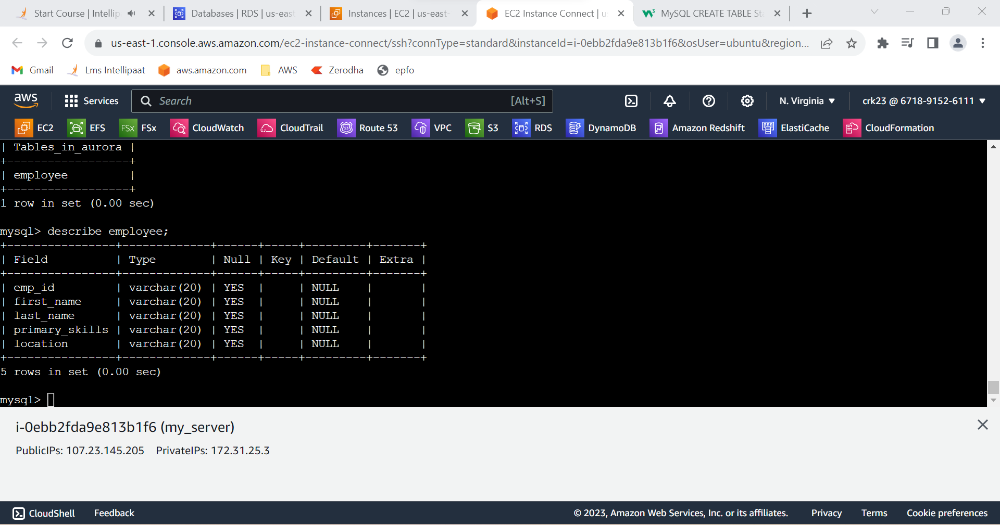 Start Course | Intellip
Databases | RDS | us-east
Instances | EC2 | us-east-
EC2 Instance Connect | u
MySQL CREATE TABLE Sta
us-east-1.console.aws.amazon.com/ec2-instance-connect/ssh?connType=standard&instanceId=i-0ebb2fda9e813b1f6&osUser=ubuntu&region...
Gmail Lms Intellipaat aws.amazon.com AWS Zerodha epfo
aws Services Search [Alt+S] N. Virginia ▼ crk23 @ 6718-9152-6111 ▼
EC2 EFS FSx FSx CloudWatch CloudTrail 53 Route 53 VPC S3 RDS DynamoDB Amazon Redshift ElastiCache CloudFormation
| Tables_in_aurora |
+------------------+
| employee         |
+------------------+
1 row in set (0.00 sec)
mysql> describe employee;
+----------------+-------------+------+-----+---------+-------+
| Field          | Type        | Null | Key | Default | Extra |
+----------------+-------------+------+-----+---------+-------+
| emp_id         | varchar(20) | YES  |     | NULL    |       |
| first_name     | varchar(20) | YES  |     | NULL    |       |
| last_name      | varchar(20) | YES  |     | NULL    |       |
| primary_skills | varchar(20) | YES  |     | NULL    |       |
| location       | varchar(20) | YES  |     | NULL    |       |
+----------------+-------------+------+-----+---------+-------+
5 rows in set (0.00 sec)
mysql>
i-0ebb2fda9e813b1f6 (my_server)
PublicIPs: 107.23.145.205 PrivateIPs: 172.31.25.3
CloudShell Feedback © 2023, Amazon Web Services, Inc. or its affiliates. Privacy Terms Cookie preferences